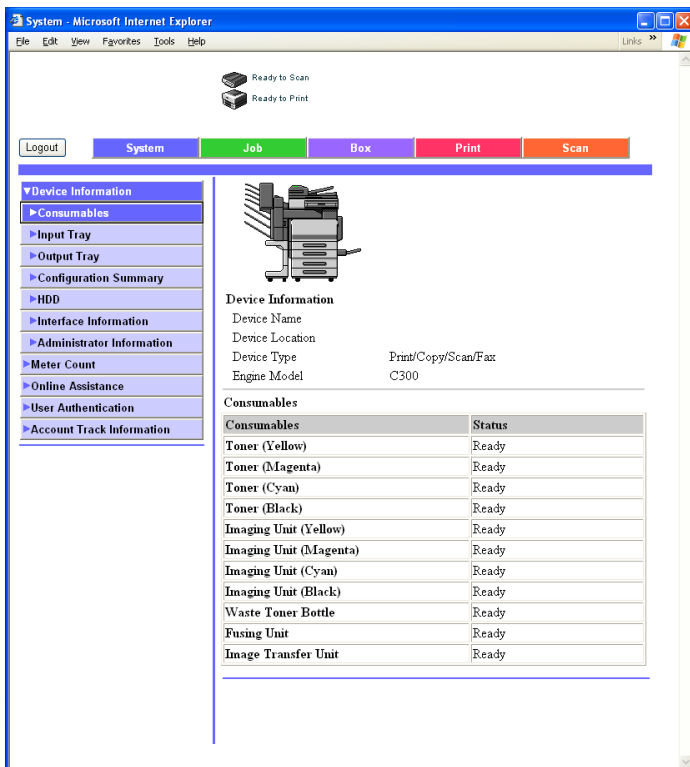 System - Microsoft Internet Explorer
File Edit View Favorites Tools Help Links »
Ready to Scan
Ready to Print
Logout System Job Box Print Scan
▼Device Information
►Consumables
►Input Tray
►Output Tray
►Configuration Summary
►HDD
►Interface Information
►Administrator Information
►Meter Count
►Online Assistance
►User Authentication
►Account Track Information
Device Information
Device Name
Device Location
Device Type Print/Copy/Scan/Fax
Engine Model C300
Consumables
Consumables Status
Toner (Yellow) Ready
Toner (Magenta) Ready
Toner (Cyan) Ready
Toner (Black) Ready
Imaging Unit (Yellow) Ready
Imaging Unit (Magenta) Ready
Imaging Unit (Cyan) Ready
Imaging Unit (Black) Ready
Waste Toner Bottle Ready
Fusing Unit Ready
Image Transfer Unit Ready